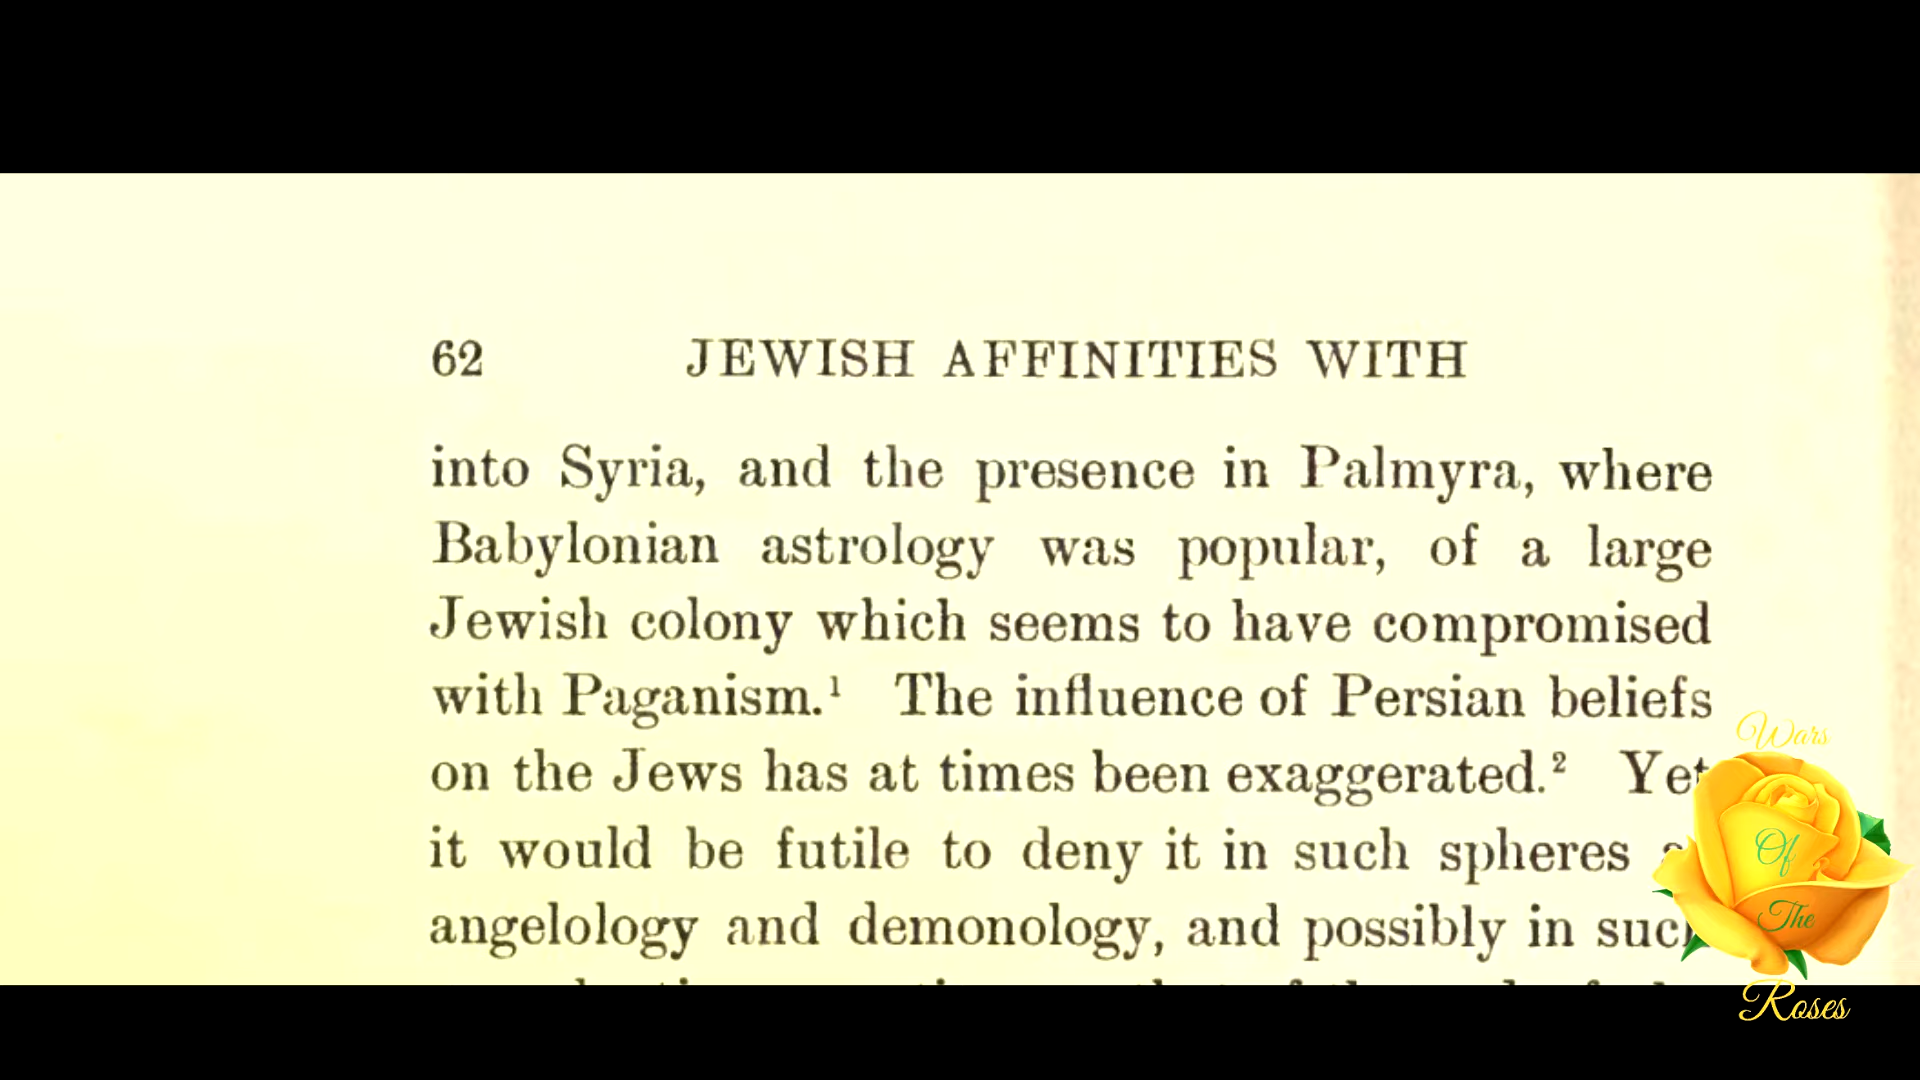 62 JEWISH AFFINITIES WITH
into Syria, and the presence in Palmyra, where
Babylonian astrology was popular, of a large
Jewish colony which seems to have compromised
with Paganism.¹ The influence of Persian beliefs
on the Jews has at times been exaggerated.² Yet
it would be futile to deny it in such spheres
angelology and demonology, and possibly in such
Wars
Of
The
Roses